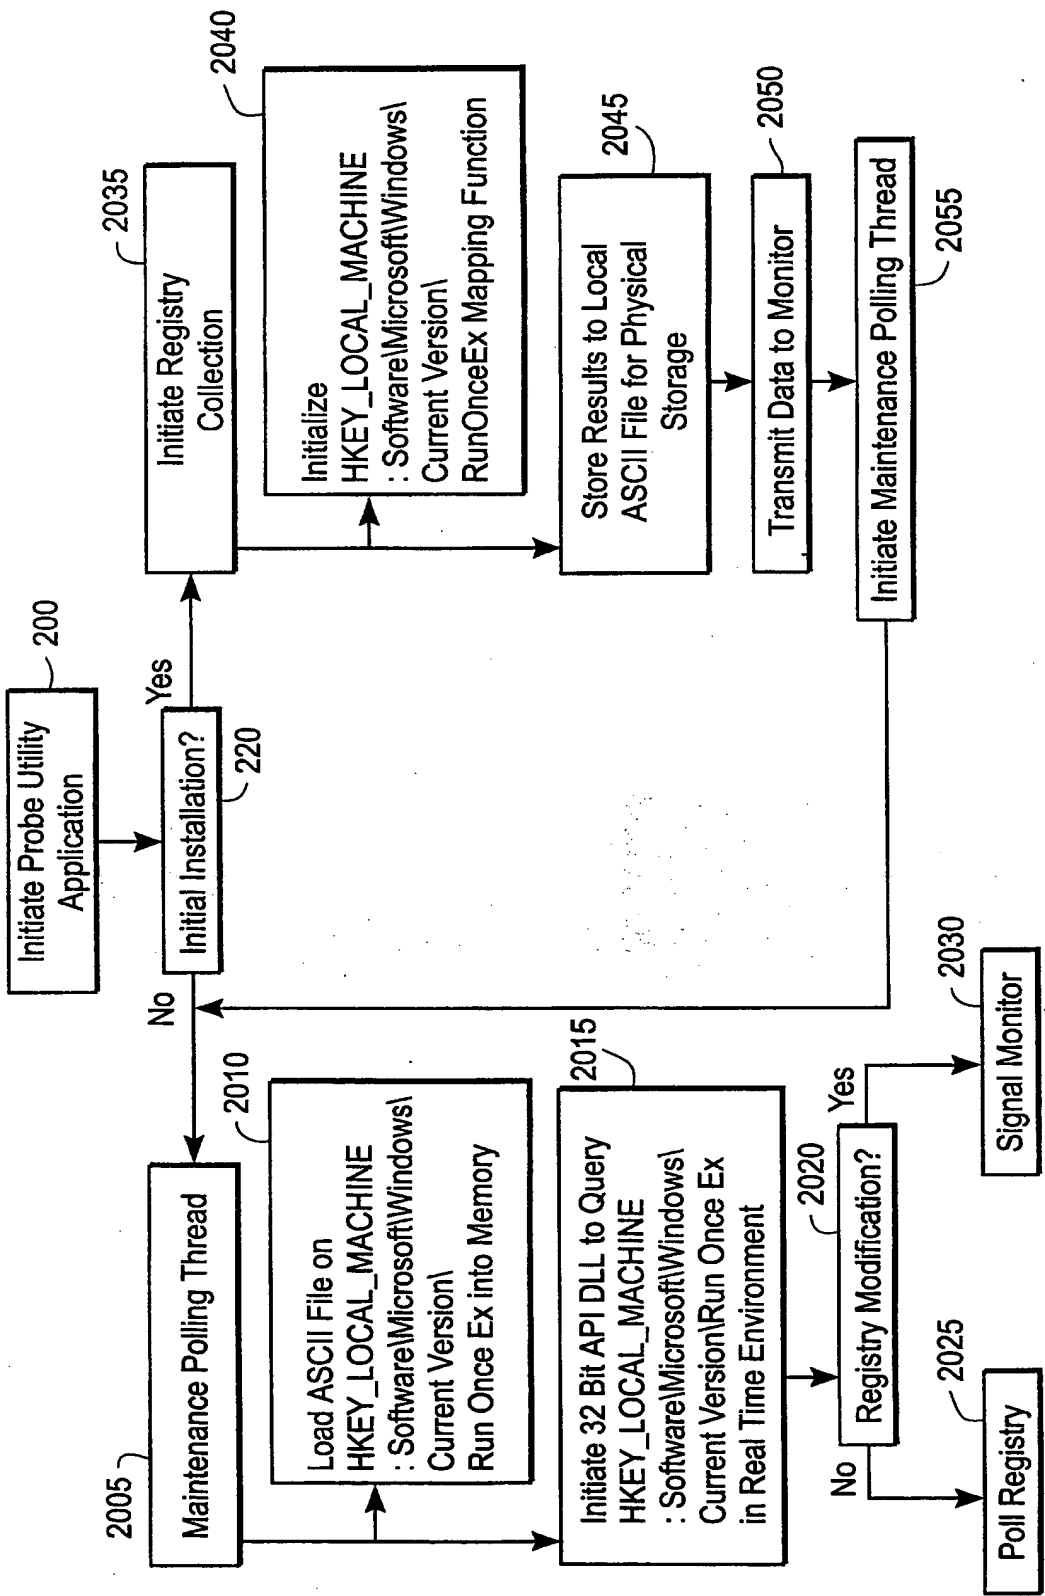 Initiate Probe Utility
Application
200
Initial Installation?
220
No
Yes
2005
Maintenance Polling Thread
2010
Load ASCII File on
HKEY_LOCAL_MACHINE
: Software\Microsoft\Windows\
Current Version\
Run Once Ex into Memory
2015
Initiate 32 Bit API DLL to Query
HKEY_LOCAL_MACHINE
: Software\Microsoft\Windows\
Current Version\Run Once Ex
in Real Time Environment
2020
Registry Modification?
No
Yes
2025
Poll Registry
2030
Signal Monitor
2035
Initiate Registry
Collection
2040
Initialize
HKEY_LOCAL_MACHINE
: Software\Microsoft\Windows\
Current Version\
RunOnceEx Mapping Function
2045
Store Results to Local
ASCII File for Physical
Storage
2050
Transmit Data to Monitor
Initiate Maintenance Polling Thread
2055